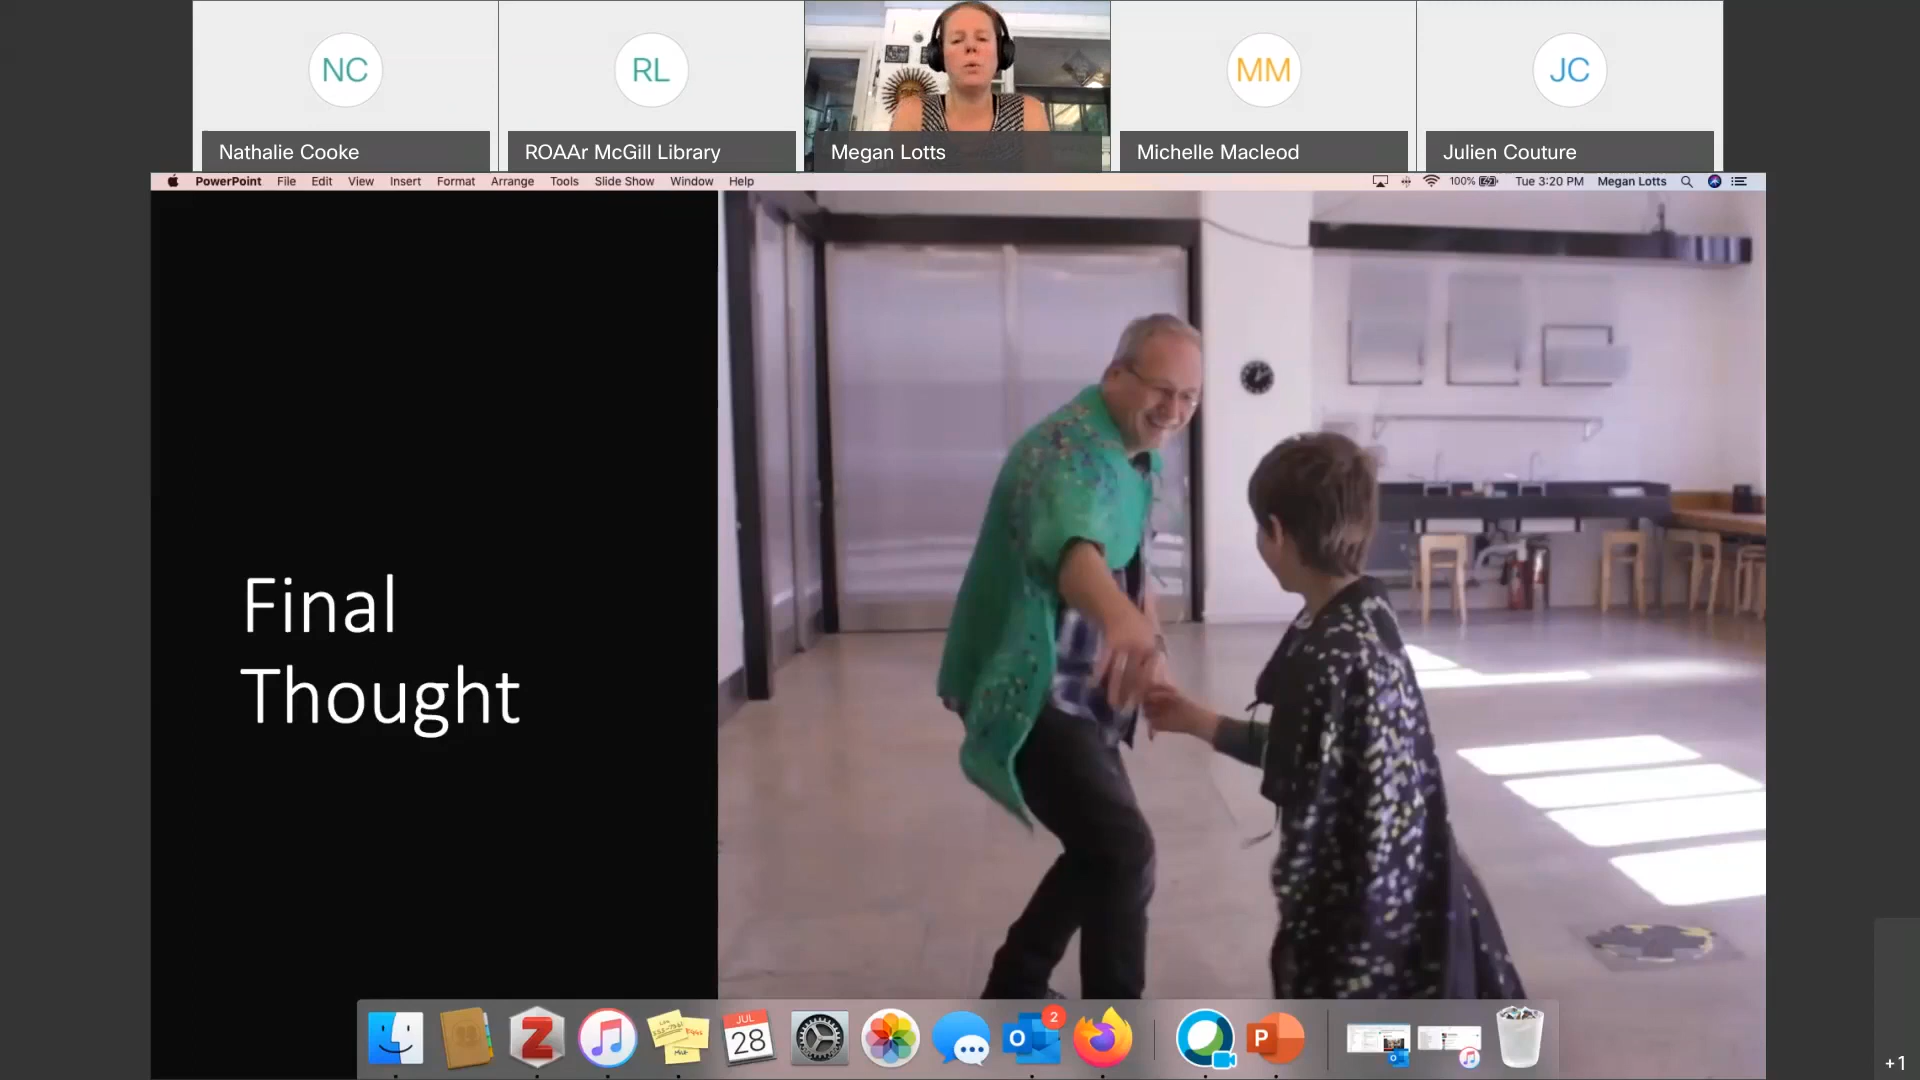 NC
RL
MM
JC
Nathalie Cooke
ROAAr McGill Library
Megan Lotts
Michelle Macleod
Julien Couture
PowerPoint File Edit View Insert Format Arrange Tools Slide Show Window Help
100% Tue 3:20 PM Megan Lotts
Final
Thought
JUL
28
2
Z
O
P
+1